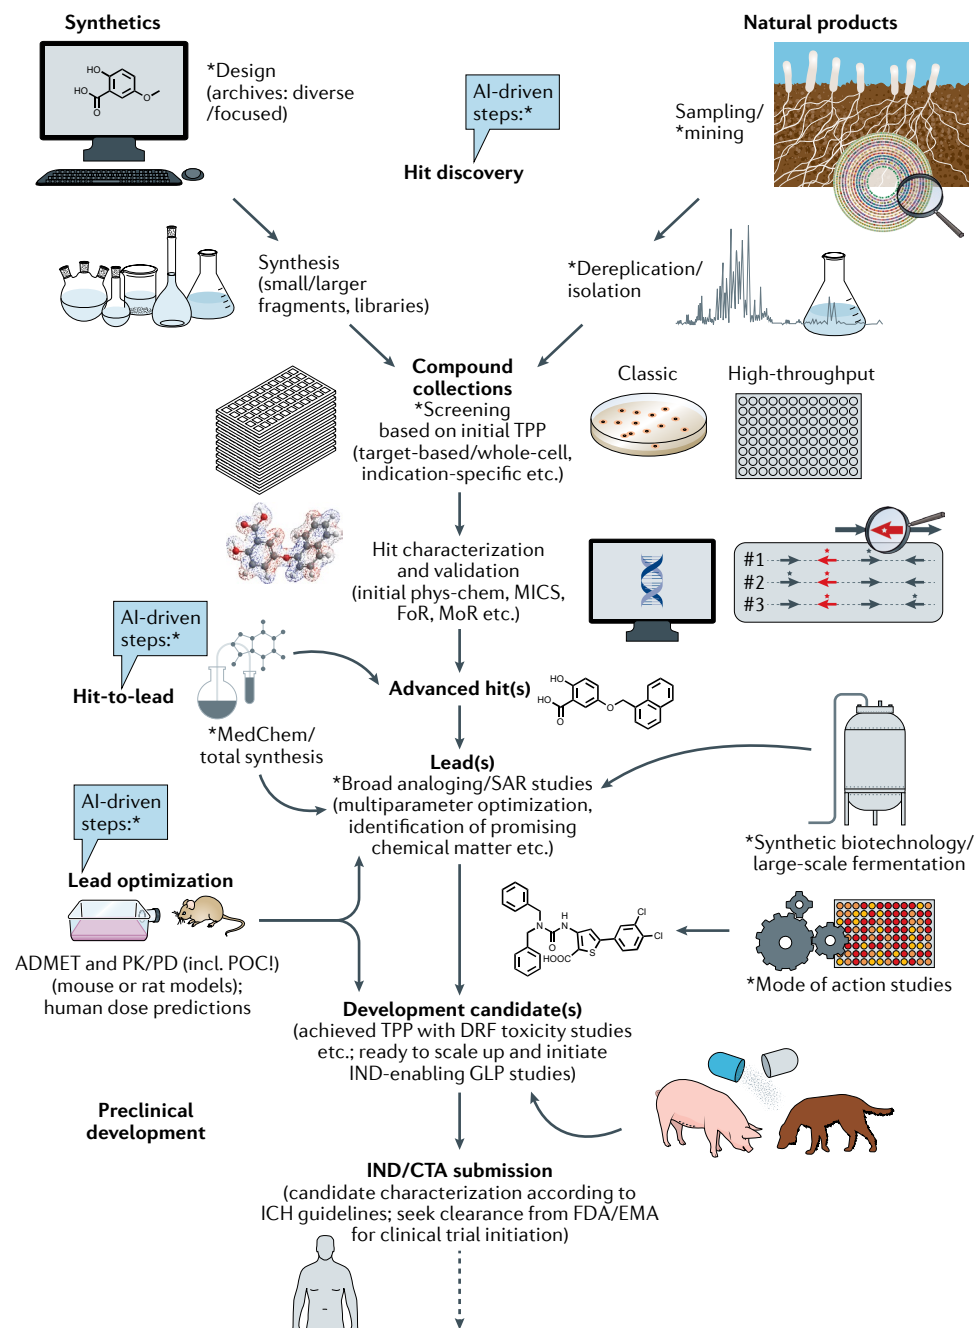 Synthetics
Natural products
HO
HO
O
O
*Design
(archives: diverse
/focused)
AI-driven
steps:*
Hit discovery
Sampling/
*mining
Synthesis
(small/larger
fragments, libraries)
*Dereplication/
isolation
Compound
collections
*Screening
based on initial TPP
(target-based/whole-cell,
indication-specific etc.)
Classic
High-throughput
Hit characterization
and validation
(initial phys-chem, MICS,
FoR, MoR etc.)
#1
#2
#3
AI-driven
steps:*
Hit-to-lead
*MedChem/
total synthesis
Advanced hit(s)
HO
HO
O
O
Lead(s)
*Broad analoging/SAR studies
(multiparameter optimization,
identification of promising
chemical matter etc.)
*Synthetic biotechnology/
large-scale fermentation
AI-driven
steps:*
Lead optimization
ADMET and PK/PD (incl. POC!)
(mouse or rat models);
human dose predictions
H
N
N
O
HOOC
S
Cl
Cl
*Mode of action studies
Development candidate(s)
(achieved TPP with DRF toxicity studies
etc.; ready to scale up and initiate
IND-enabling GLP studies)
Preclinical
development
IND/CTA submission
(candidate characterization according to
ICH guidelines; seek clearance from FDA/EMA
for clinical trial initiation)